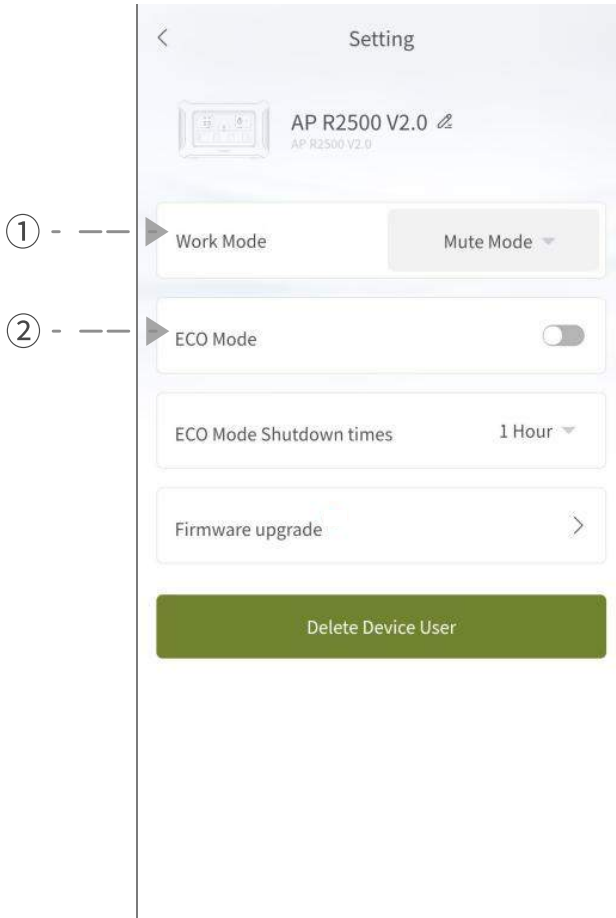 Setting
AP R2500 V2.0
AP R2500 V2.0
① Work Mode Mute Mode
② ECO Mode
ECO Mode Shutdown times 1 Hour
Firmware upgrade
Delete Device User